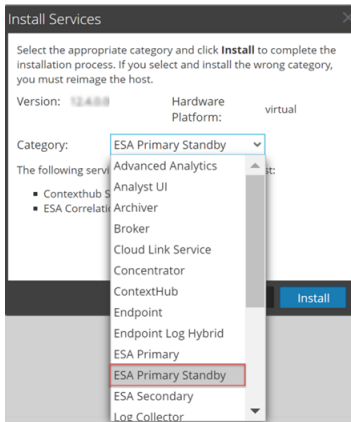 Install Services
Select the appropriate category and click Install to complete the
installation process. If you select and install the wrong category,
you must reimage the host.
Version:
Hardware
Platform:
virtual
Category:
ESA Primary Standby
The following
Contexthub
ESA
Advanced Analytics
Analyst UI
Archiver
Broker
Cloud Link Service
Concentrator
ContextHub
Endpoint
Endpoint Log Hybrid
ESA Primary
ESA Primary Standby
ESA Secondary
Log Collector
Install